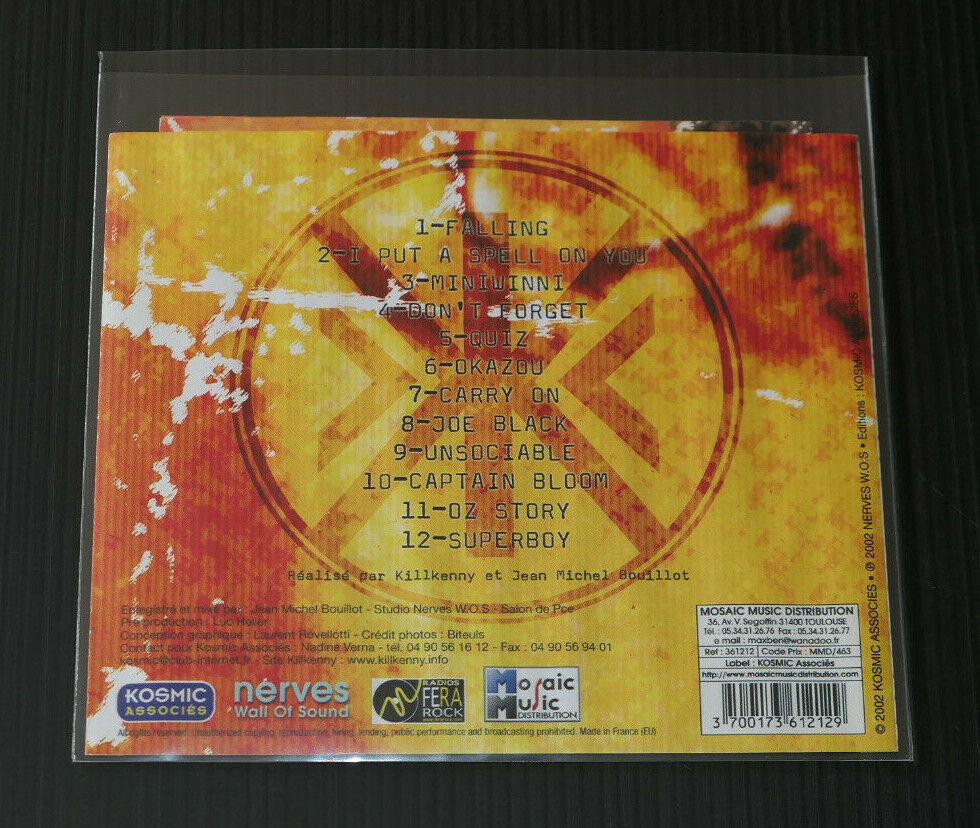 1-FALLING
2-I PUT A SPELL ON YOU
3-MINIWINNI
4-DON'T FORGET
5-QUIZ
6-OKAZOU
7-CARRY ON
8-JOE BLACK
9-UNSOCIABLE
10-CAPTAIN BLOOM
11-OZ STORY
12-SUPERBOY
Réalisé par Killkenny et Jean Michel Bouillot
Enregistré et mixé par : Jean Michel Bouillot - Studio Nerves W.O.S - Salon de Pce
Pré production : Luc Heller
Conception graphique : Laurent Révellotti - Crédit photos : Biteuls
Contact pour Kosmic Associés : Nadine Verna - tél. 04 90 56 16 12 - Fax : 04 90 56 94 01
kosmic@club-internet.fr - Site Killkenny : www.killkenny.info
KOSMIC
ASSOCIÉS
nerves
Wall Of Sound
RADIOS
FERA
ROCK
Mosaic
Music
DISTRIBUTION
All rights reserved. Unauthorized copying, reproduction, hiring, lending, public performance and broadcasting prohibited. Made in France (EU)
MOSAIC MUSIC DISTRIBUTION
36, Av. V. Segoffin 31400 TOULOUSE
Tél.: 05.34.31.26.76 Fax : 05.34.31.26.77
e mail : maxben@wanadoo.fr
Ref : 361212 Code Prix : MMD/463
Label : KOSMIC Associés
www.mosaicmusicdistribution.com
3 700173 612129
© 2002 KOSMIC ASSOCIES • ℗ 2002 NERVES W.O.S • Editions : KOSMIC